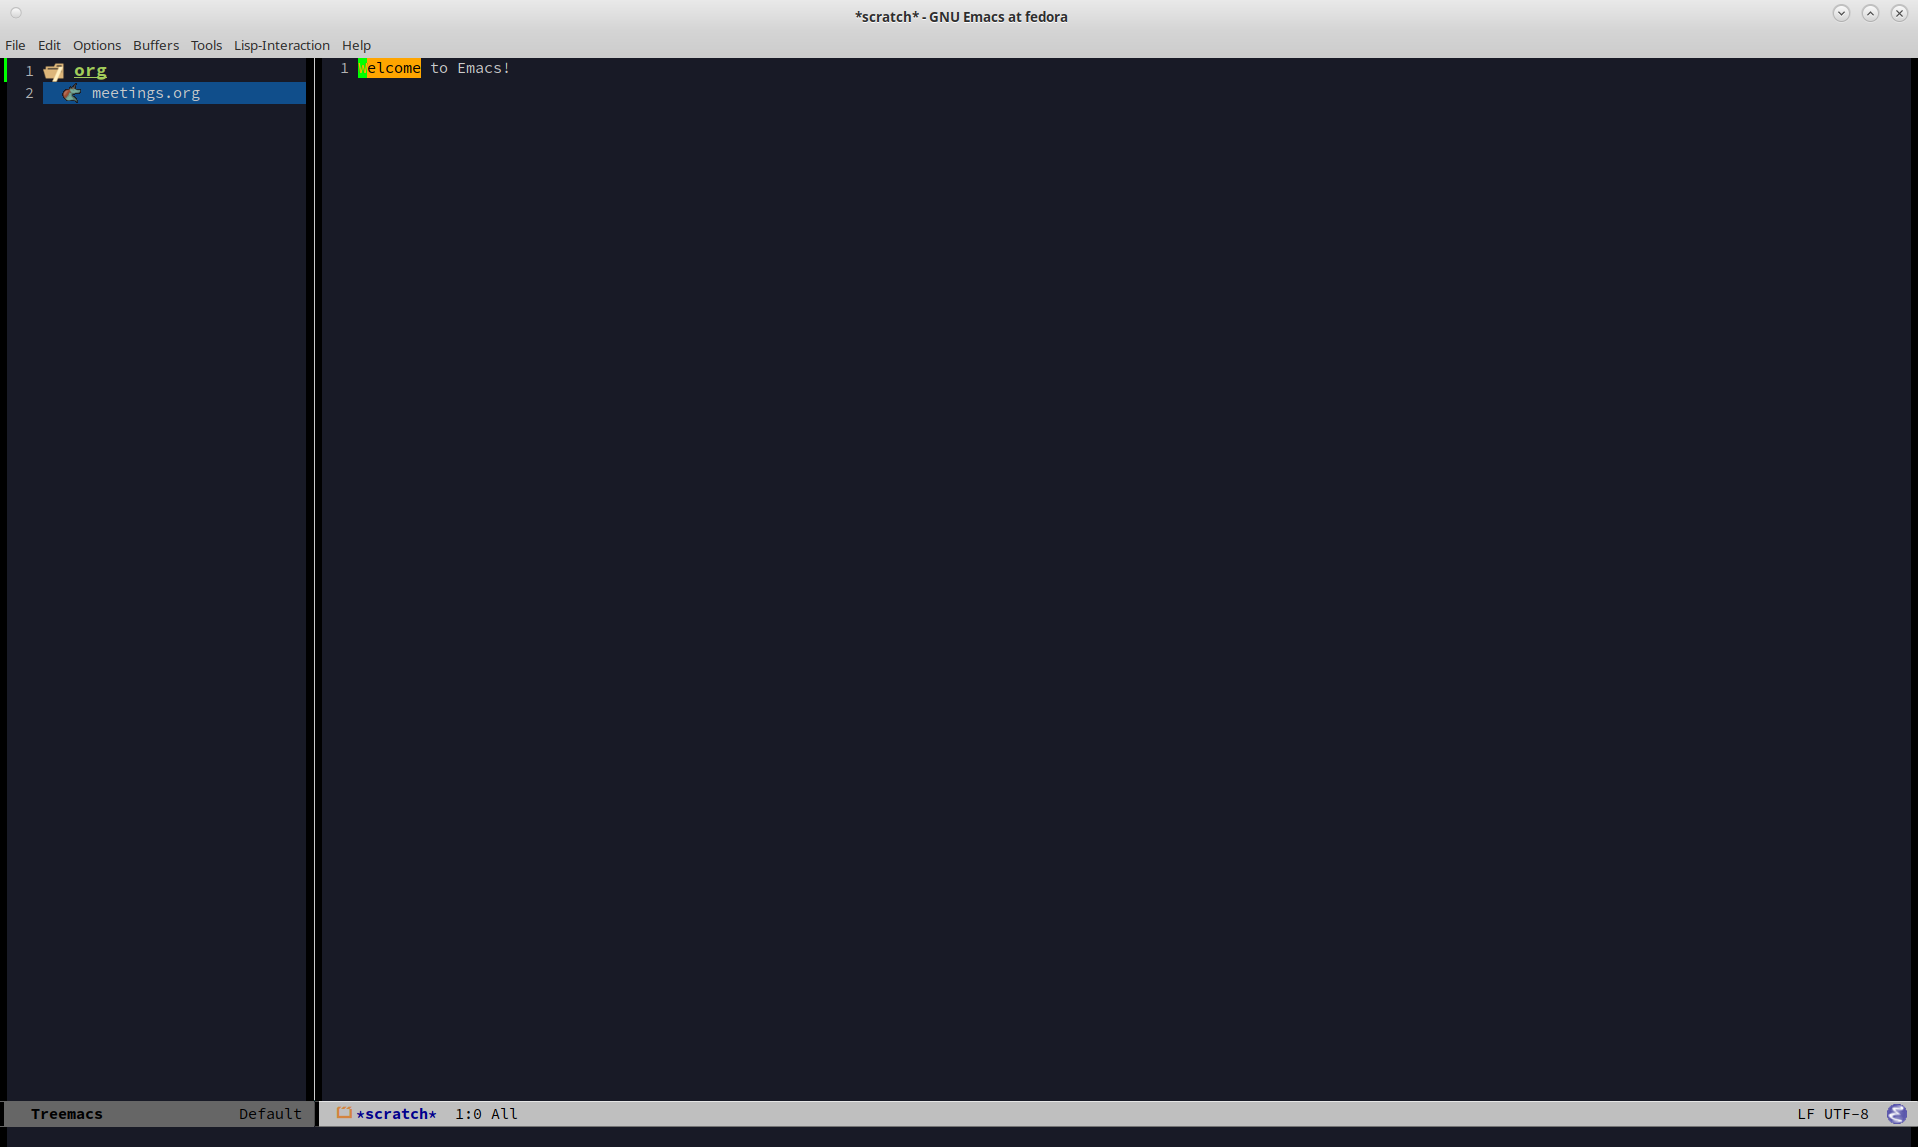 *scratch* - GNU Emacs at fedora
File Edit Options Buffers Tools Lisp-Interaction Help
1 org
2 meetings.org
1 Welcome to Emacs!
Treemacs Default
*scratch* 1:0 All LF UTF-8